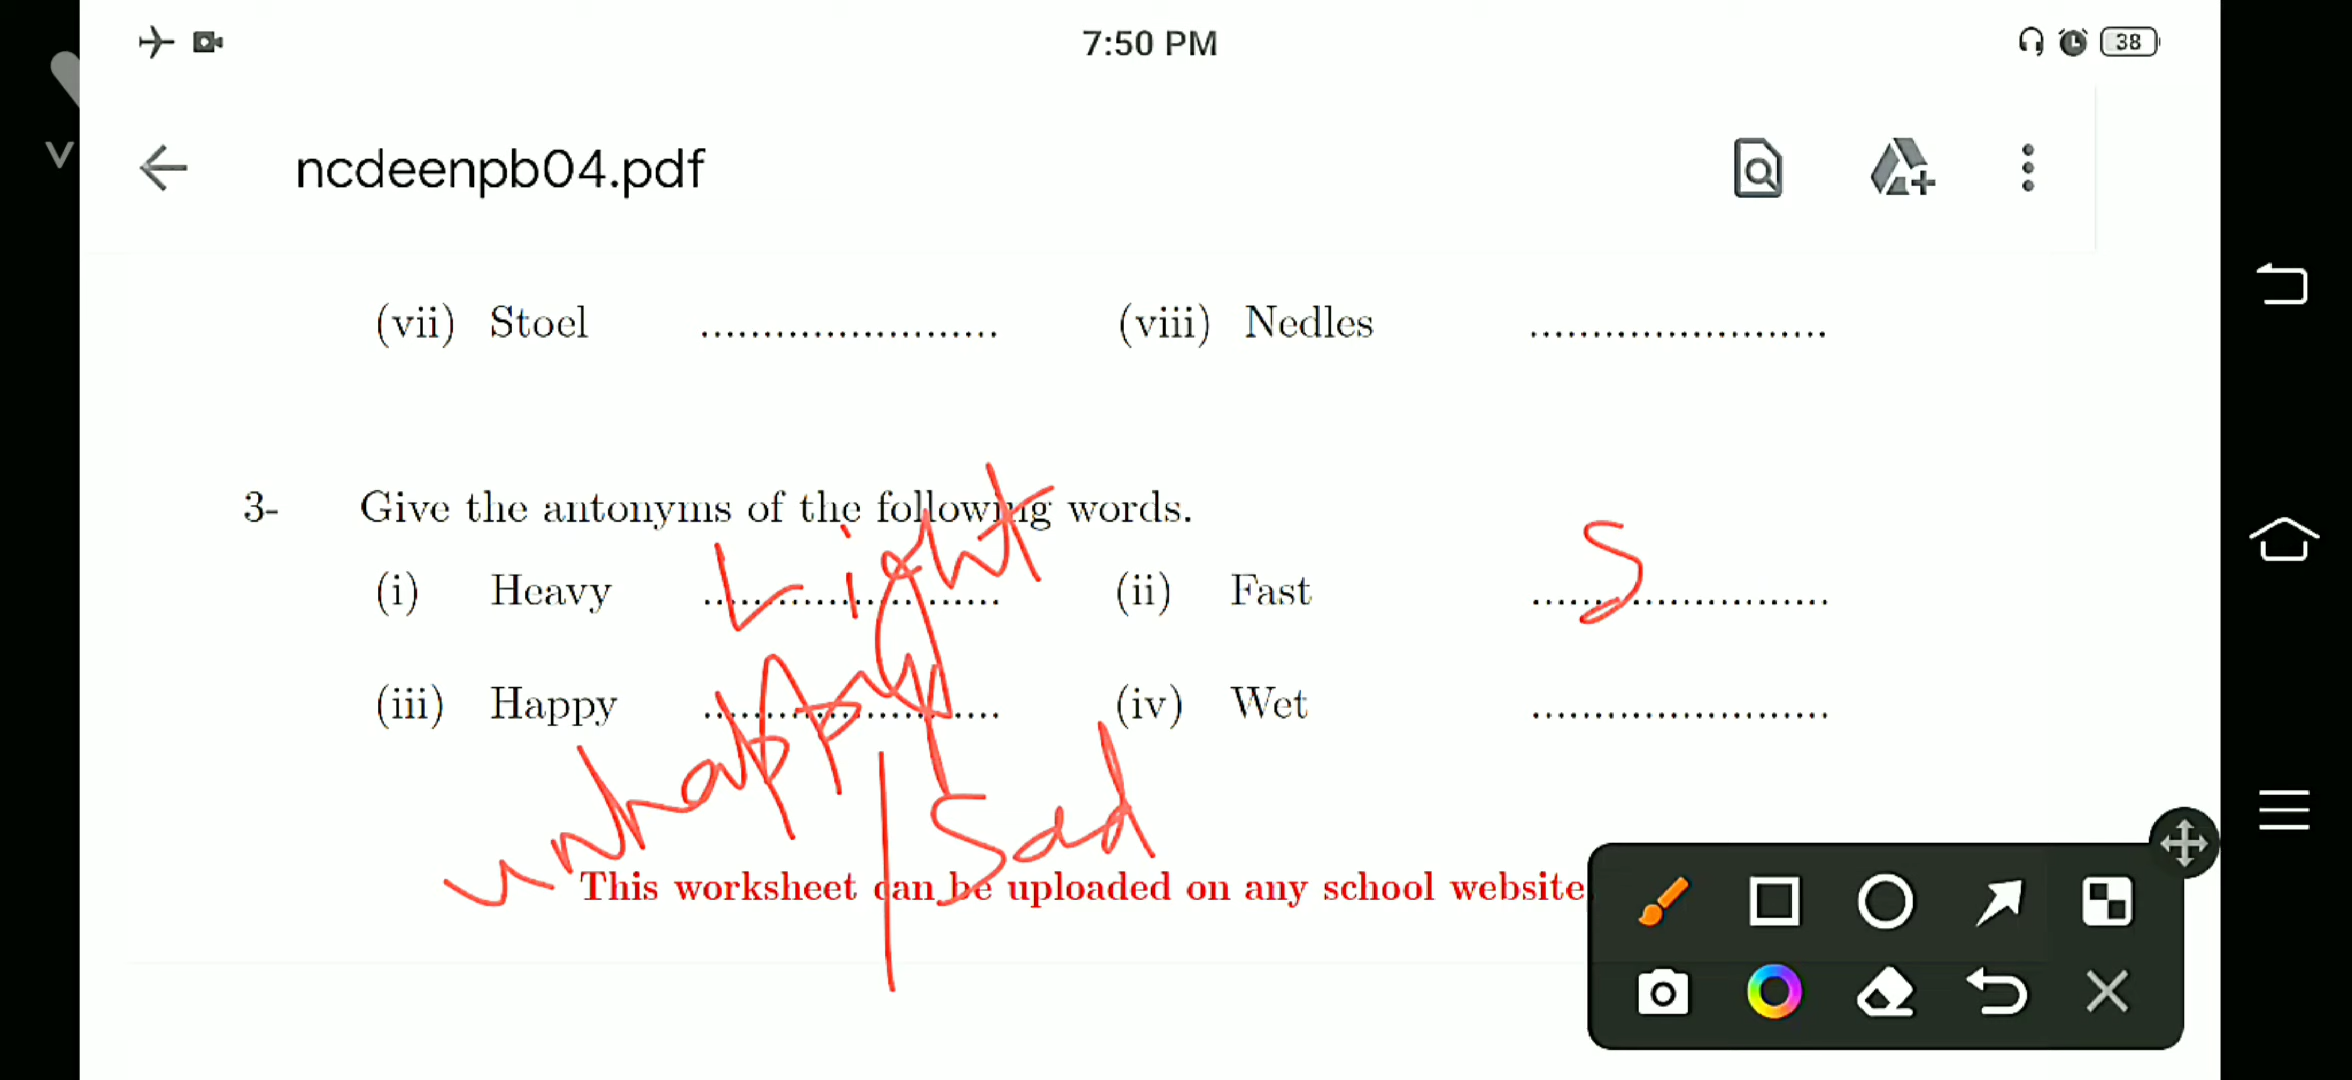 7:50 PM 38
v
ncdeenpb04.pdf
(vii) Stoel ........................ (viii) Nedles ........................
3- Give the antonyms of the following words.
(i) Heavy Light (ii) Fast S
(iii) Happy unhappy / Sad (iv) Wet ........................
This worksheet can be uploaded on any school website